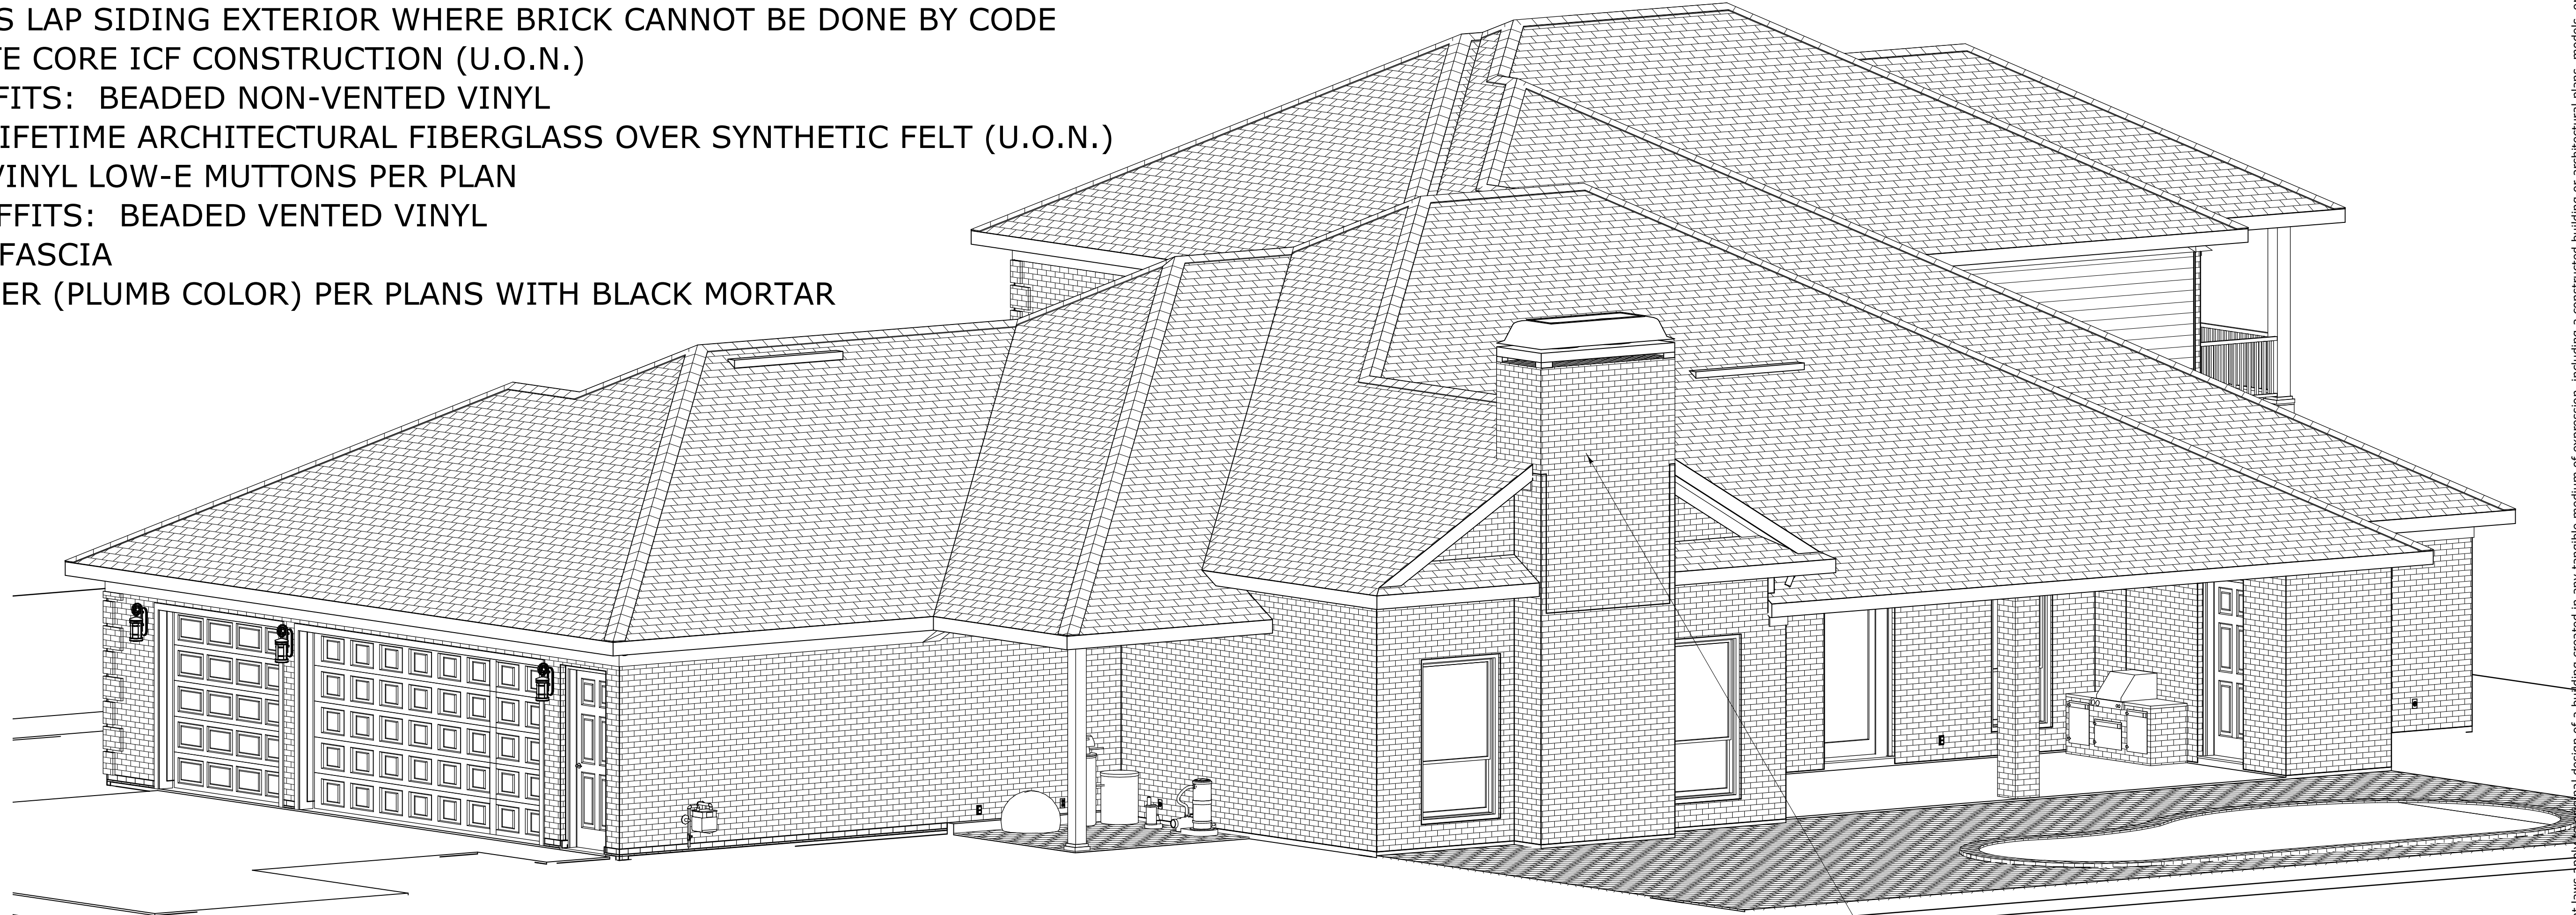 S LAP SIDING EXTERIOR WHERE BRICK CANNOT BE DONE BY CODE
TE CORE ICF CONSTRUCTION (U.O.N.)
FITS: BEADED NON-VENTED VINYL
IFETIME ARCHITECTURAL FIBERGLASS OVER SYNTHETIC FELT (U.O.N.)
VINYL LOW-E MUTTONS PER PLAN
FFITS: BEADED VENTED VINYL
FASCIA
ER (PLUMB COLOR) PER PLANS WITH BLACK MORTAR